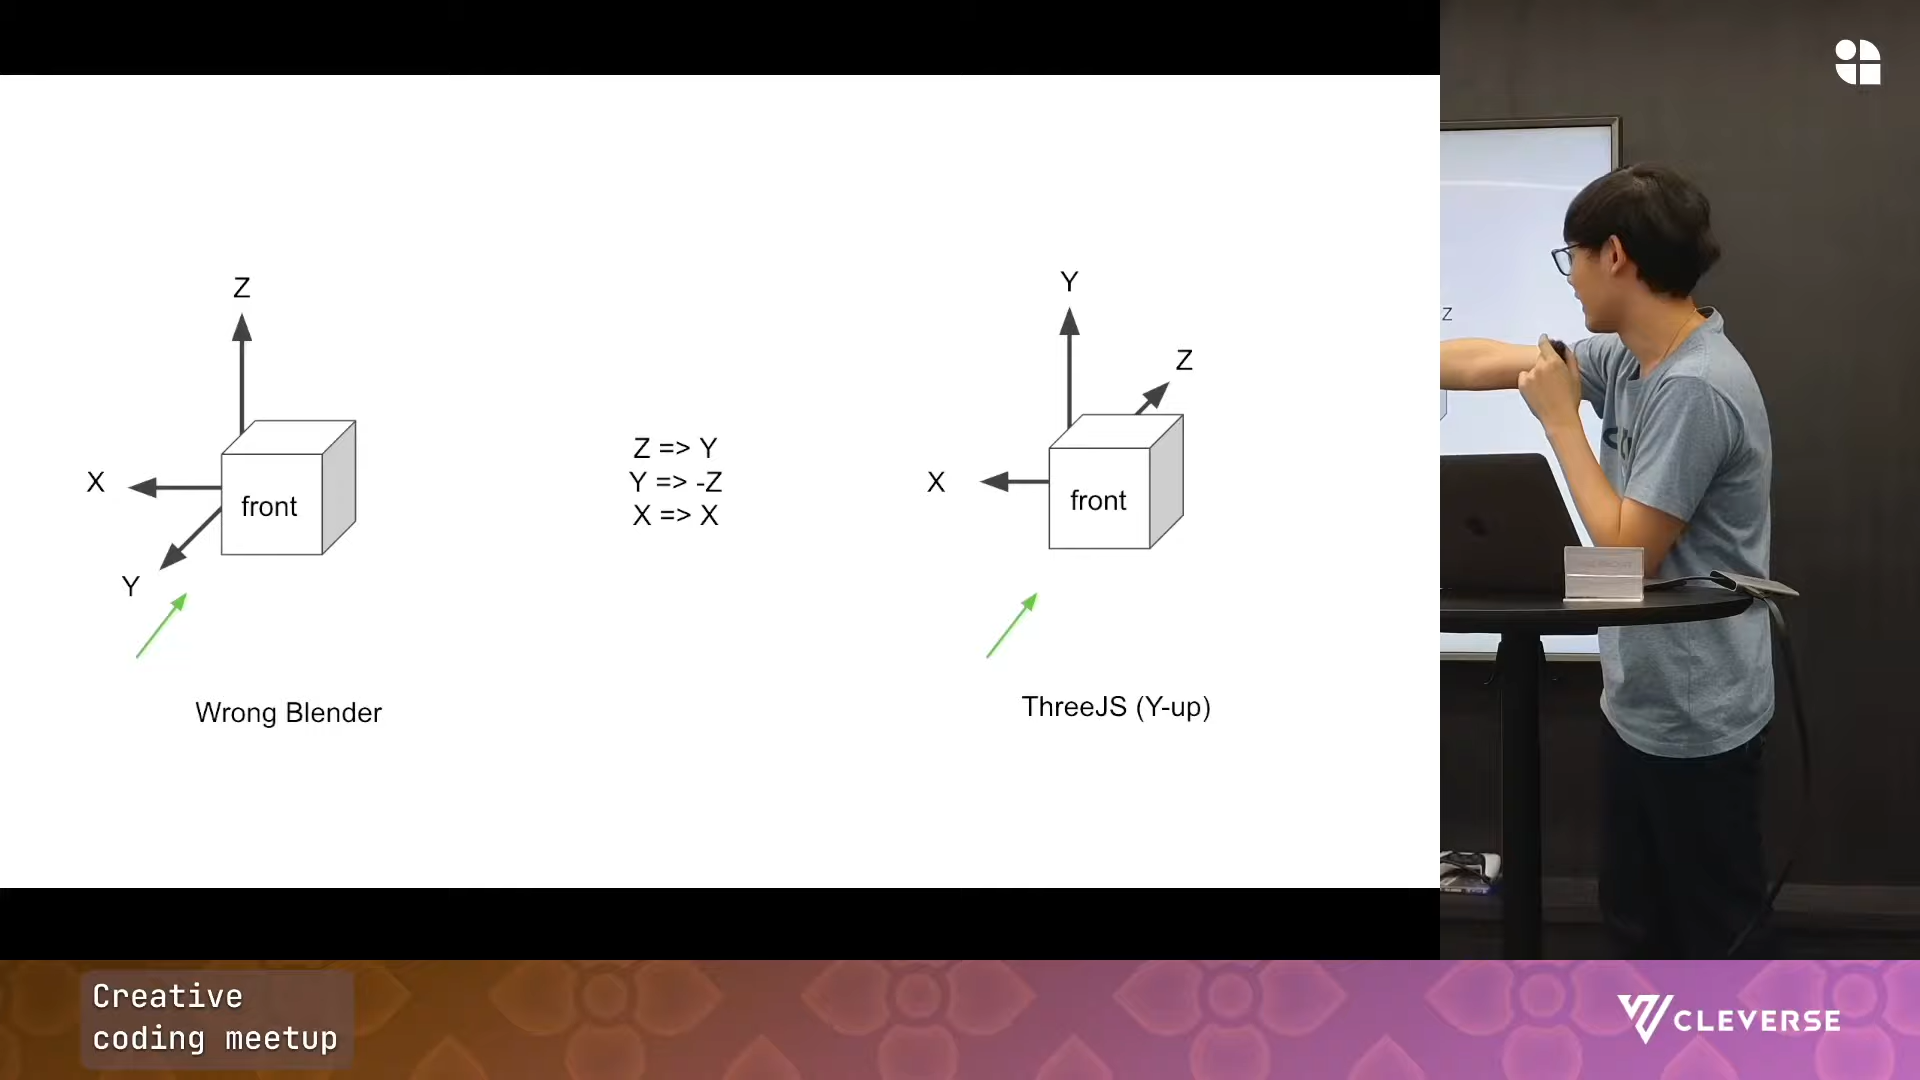 Z
X
front
Y
Wrong Blender
Z => Y
Y => -Z
X => X
Y
Z
X
front
ThreeJS (Y-up)
Z
Creative
coding meetup
CLEVERSE